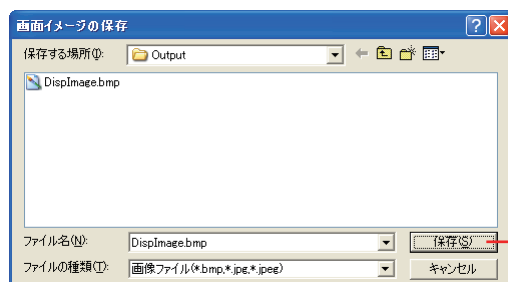 画面イメージの保存
保存する場所(I):
Output
DispImage.bmp
ファイル名(N):
DispImage.bmp
保存(S)
ファイルの種類(T):
画像ファイル(*.bmp,*.jpg,*.jpeg)
キャンセル